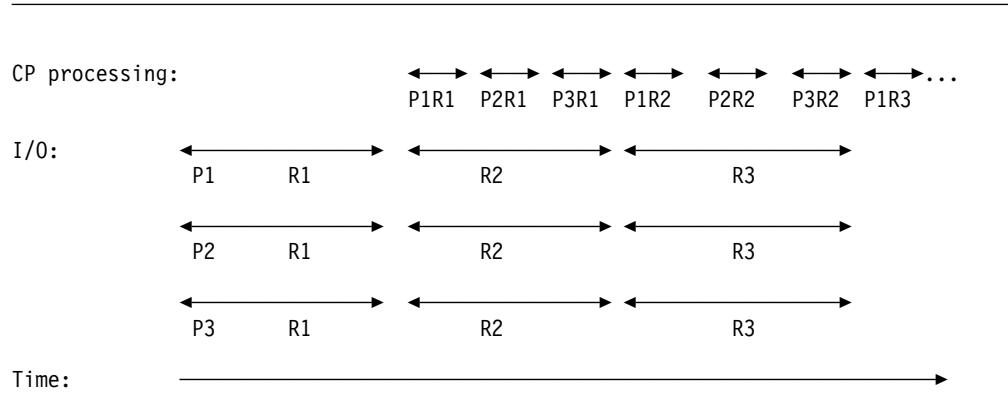 CP processing:
...
P1R1 P2R1 P3R1 P1R2 P2R2 P3R2 P1R3
I/O:
P1 R1 R2 R3
P2 R1 R2 R3
P3 R1 R2 R3
Time: